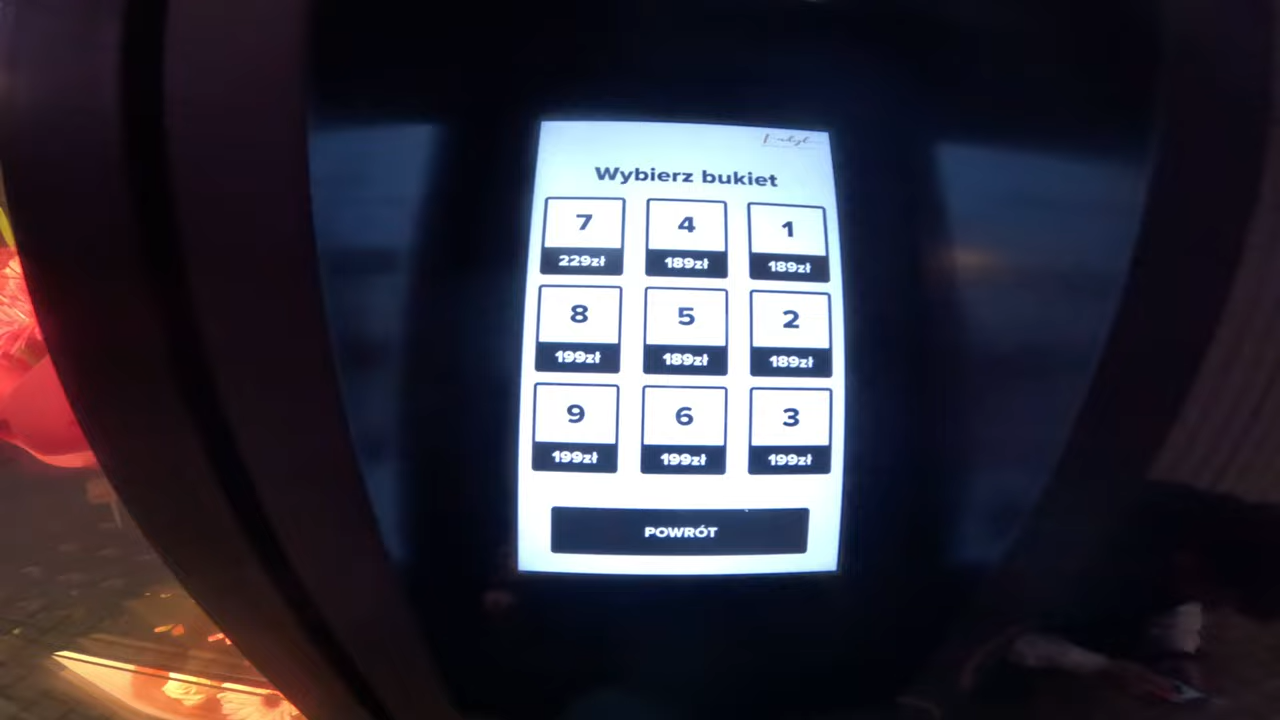 Wybierz bukiet
7 4 1
229zł 189zł 189zł
8 5 2
199zł 189zł 189zł
9 6 3
199zł 199zł 199zł
POWRÓT